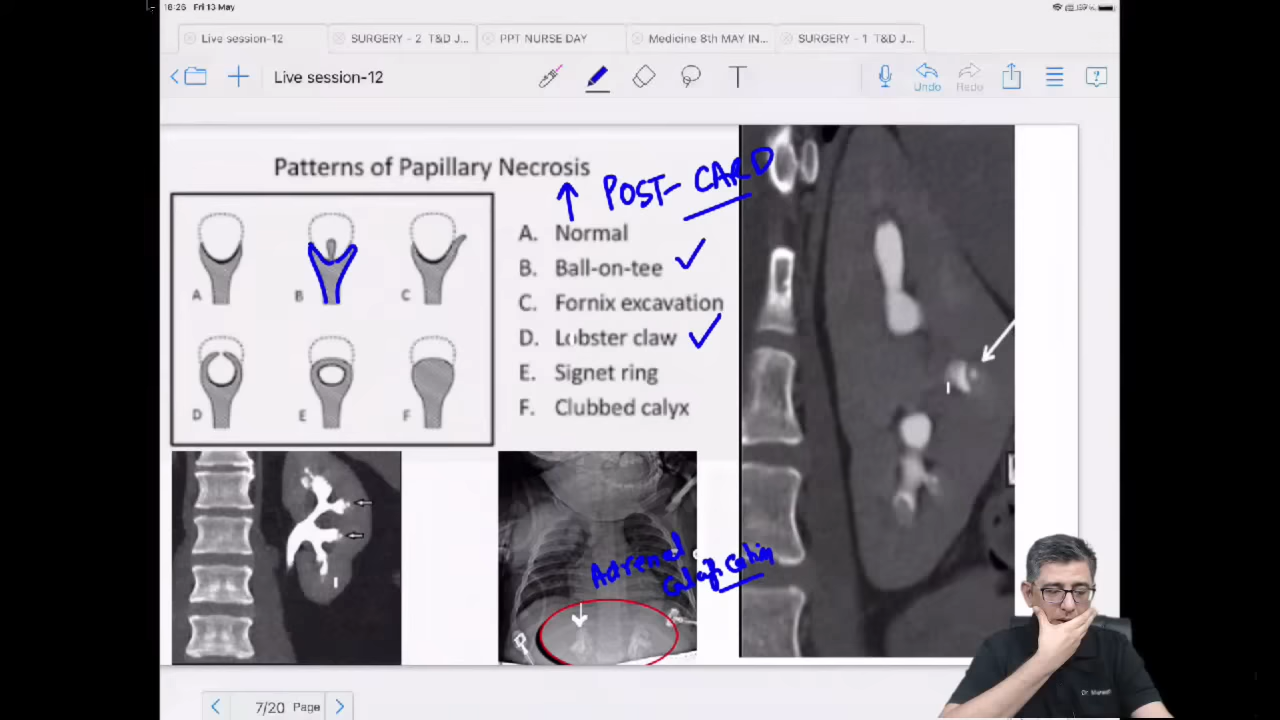 18:26 Fri 13 May
Live session-12
SURGERY - 2 T&D J...
PPT NURSE DAY
Medicine 8th MAY IN...
SURGERY - 1 T&D J...
Live session-12
T
Undo
Redo
Patterns of Papillary Necrosis
POST-CARD
A
B
C
D
E
F
A. Normal
B. Ball-on-tee
C. Fornix excavation
D. Lobster claw
E. Signet ring
F. Clubbed calyx
Adrenal
7/20 Page